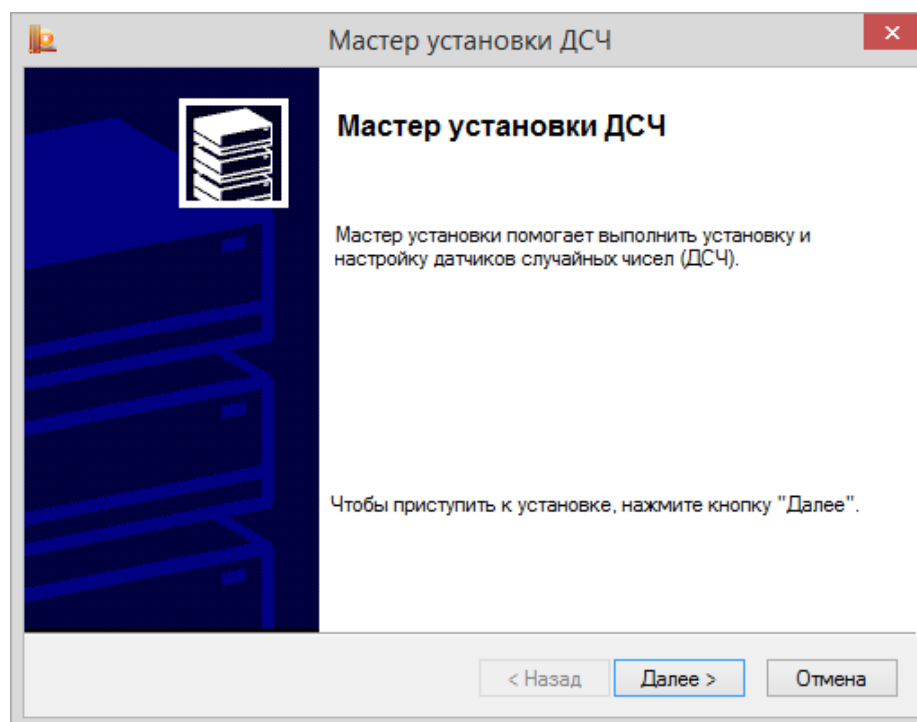 Мастер установки ДСЧ
Мастер установки ДСЧ
Мастер установки помогает выполнить установку и
настройку датчиков случайных чисел (ДСЧ).
Чтобы приступить к установке, нажмите кнопку "Далее".
< Назад
Далее >
Отмена